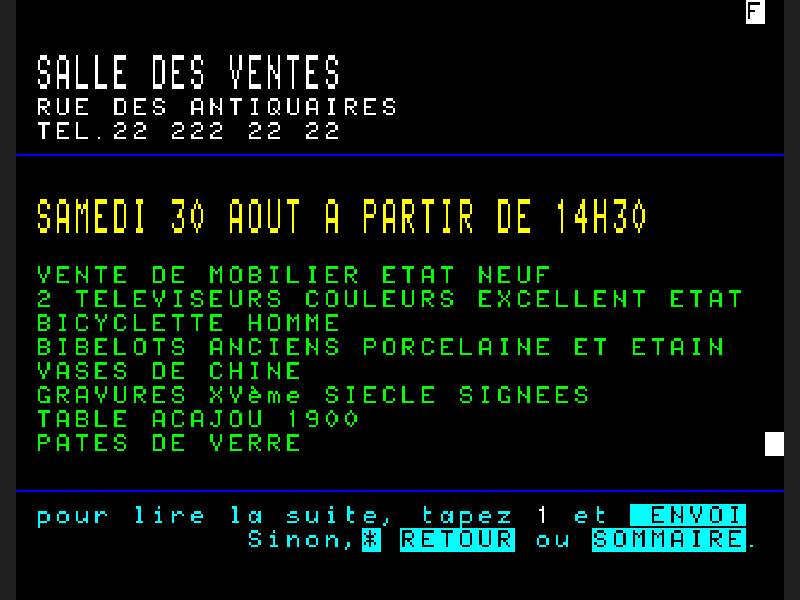 F
SALLE DES VENTES
RUE DES ANTIQUAIRES
TEL.22 222 22 22
SAMEDI 30 AOUT A PARTIR DE 14H30
VENTE DE MOBILIER ETAT NEUF
2 TELEVISEURS COULEURS EXCELLENT ETAT
BICYCLETTE HOMME
BIBELOTS ANCIENS PORCELAINE ET ETAIN
VASES DE CHINE
GRAVURES XVème SIECLE SIGNEES
TABLE ACAJOU 1900
PATES DE VERRE
pour lire la suite, tapez 1 et ENVOI
Sinon,* RETOUR ou SOMMAIRE.